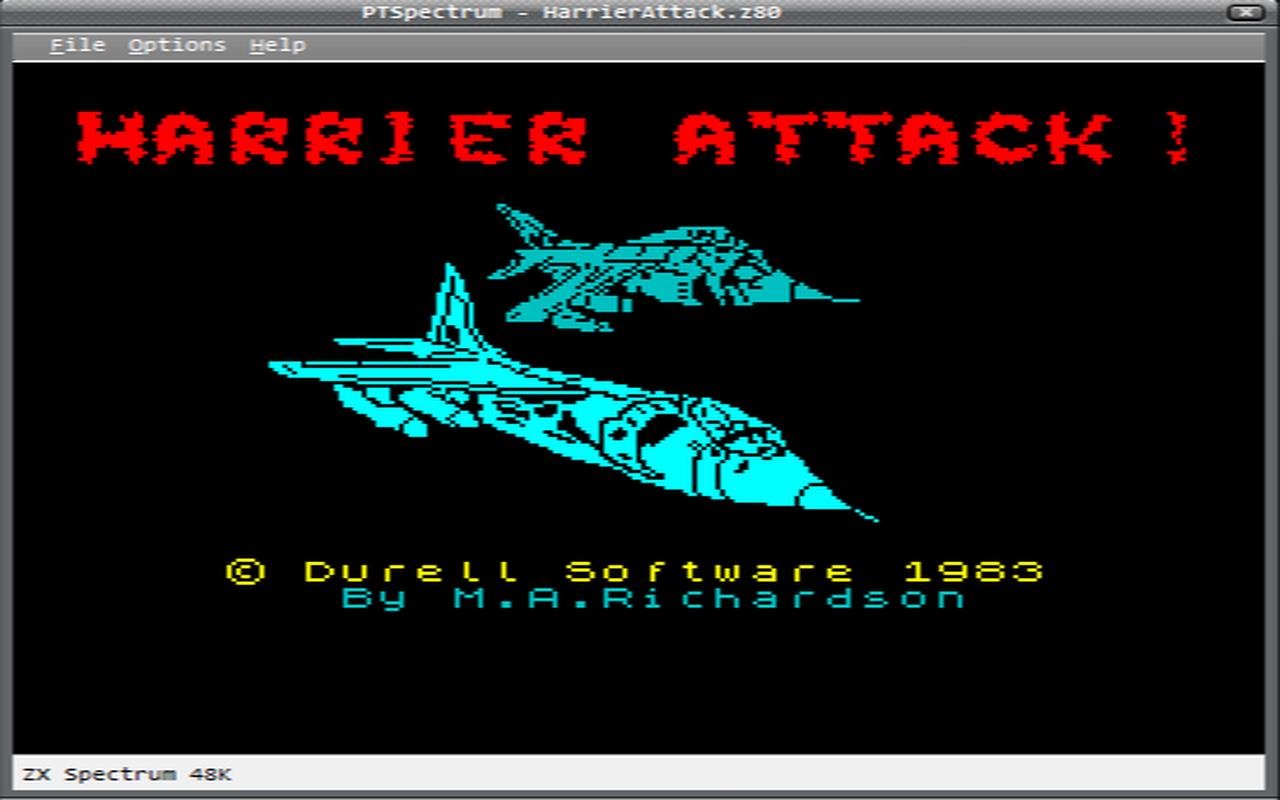 PTSpectrum - HarrierAttack.z80
File Options Help
HARRIER ATTACK !
© Durell Software 1983
By M.A.Richardson
ZX Spectrum 48K